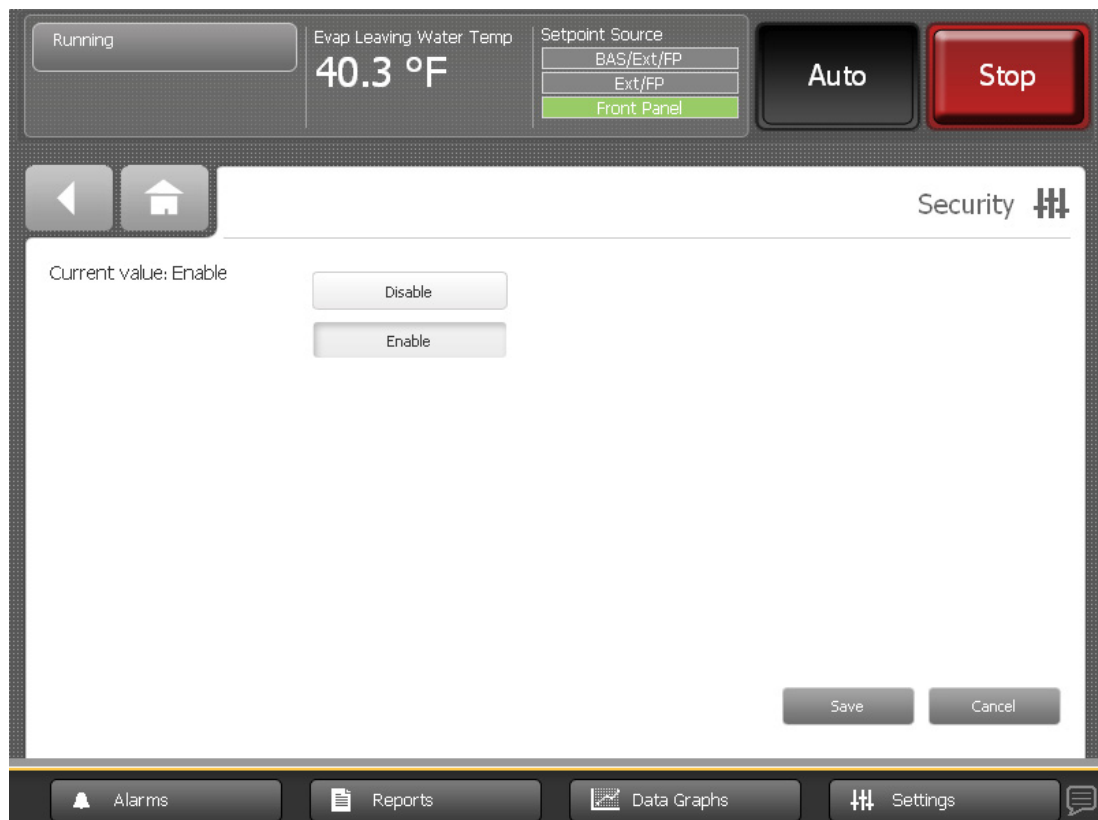 Running
Evap Leaving Water Temp
40.3 °F
Setpoint Source
BAS/Ext/FP
Ext/FP
Front Panel
Auto
Stop
Security
Current value: Enable
Disable
Enable
Save
Cancel
Alarms
Reports
Data Graphs
Settings